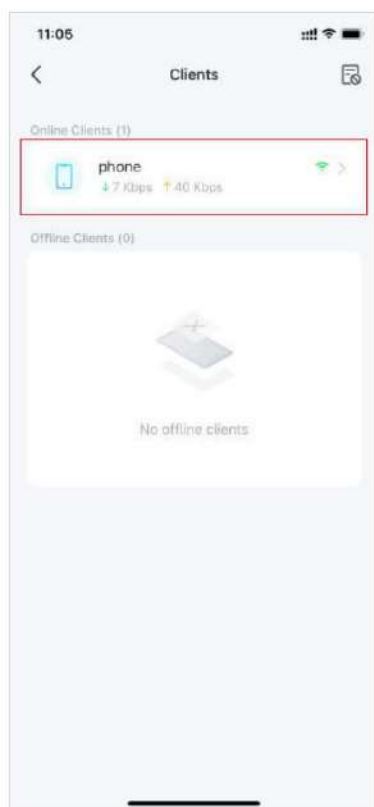 11:05
Clients
Online Clients (1)
phone
↓ 7 Kbps ↑ 40 Kbps
Offline Clients (0)
No offline clients